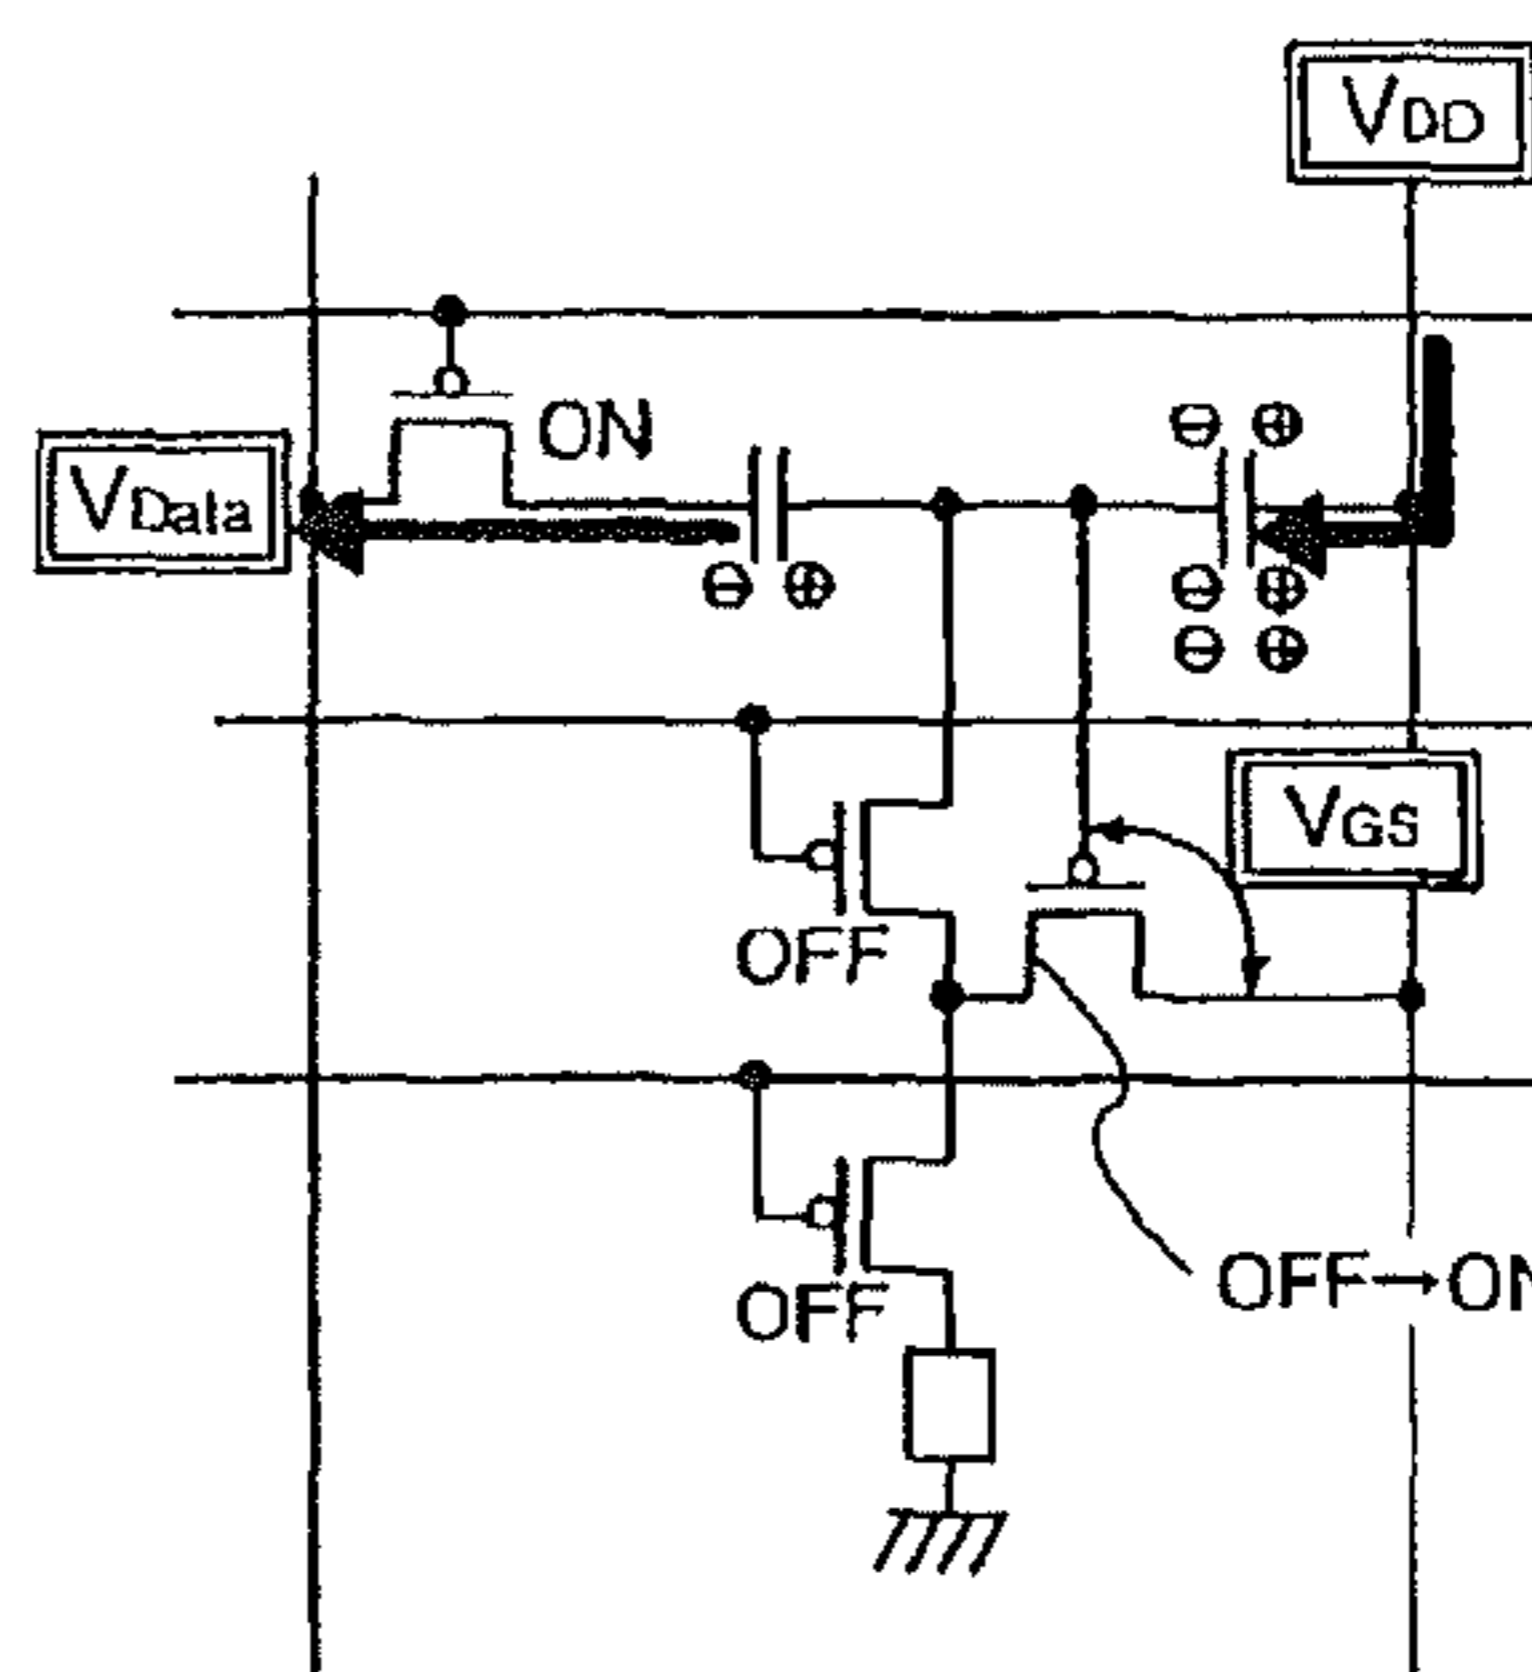 VDD
ON
⊖ ⊕
VData
⊖ ⊕
⊖ ⊕
⊖ ⊕
VGS
OFF
OFF→ON
OFF